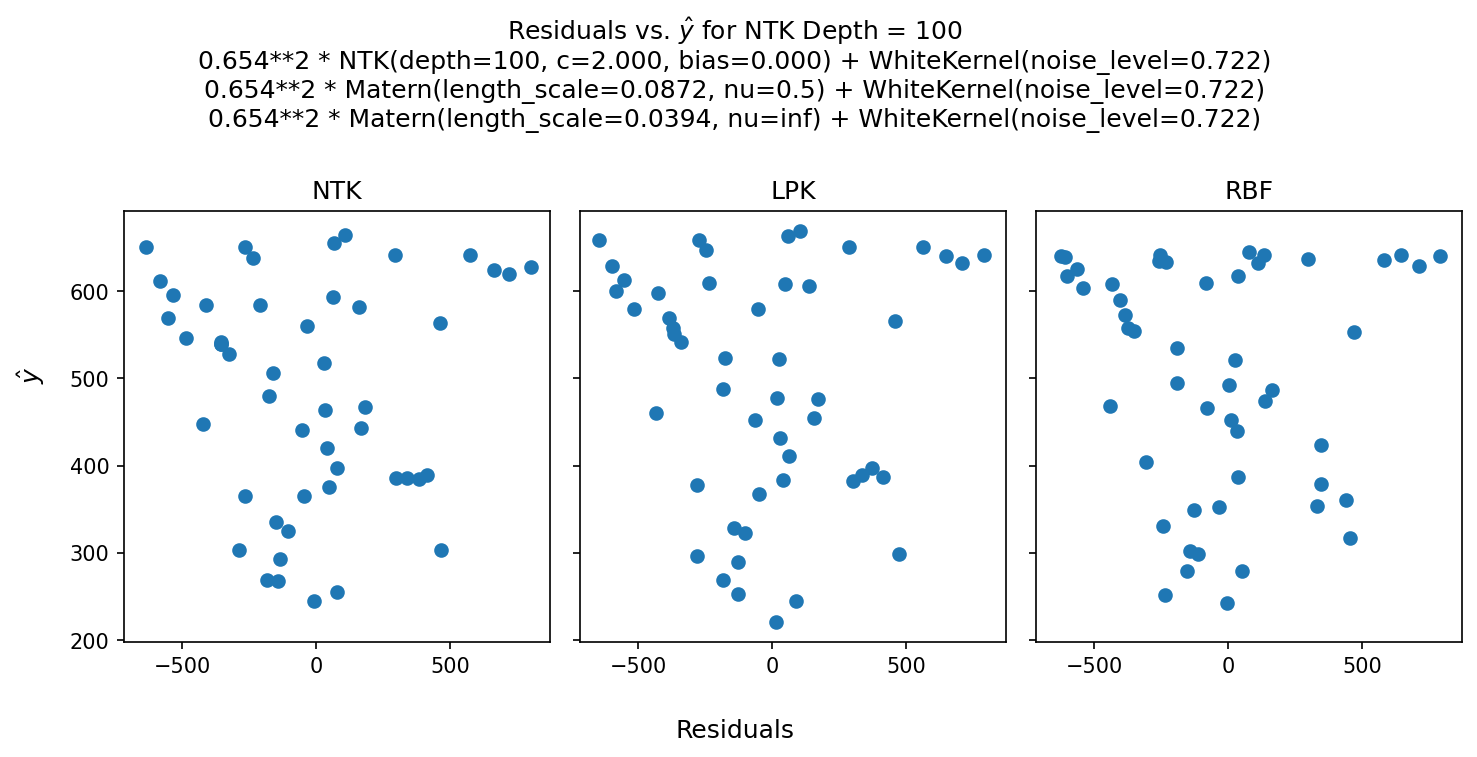 Residuals vs. ŷ for NTK Depth = 100
0.654**2 * NTK(depth=100, c=2.000, bias=0.000) + WhiteKernel(noise_level=0.722)
0.654**2 * Matern(length_scale=0.0872, nu=0.5) + WhiteKernel(noise_level=0.722)
0.654**2 * Matern(length_scale=0.0394, nu=inf) + WhiteKernel(noise_level=0.722)
NTK LPK RBF
600
500
400
300
200
ŷ
−500 0 500 −500 0 500 −500 0 500
Residuals